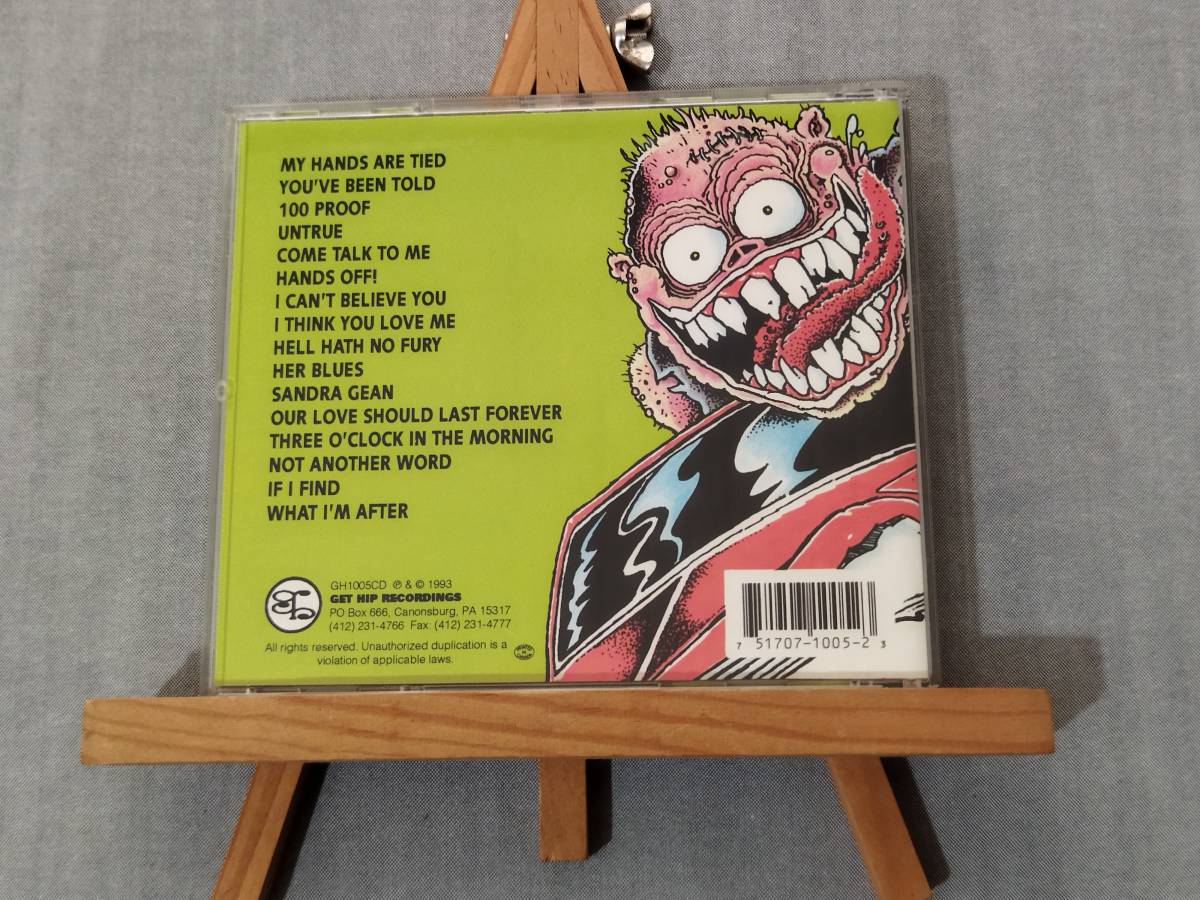 MY HANDS ARE TIED
YOU'VE BEEN TOLD
100 PROOF
UNTRUE
COME TALK TO ME
HANDS OFF!
I CAN'T BELIEVE YOU
I THINK YOU LOVE ME
HELL HATH NO FURY
HER BLUES
SANDRA GEAN
OUR LOVE SHOULD LAST FOREVER
THREE O'CLOCK IN THE MORNING
NOT ANOTHER WORD
IF I FIND
WHAT I'M AFTER
GH1005CD ℗ & © 1993
GET HIP RECORDINGS
PO Box 666, Canonsburg, PA 15317
(412) 231-4766 Fax: (412) 231-4777
All rights reserved. Unauthorized duplication is a
violation of applicable laws.
7 51707-1005-2 3